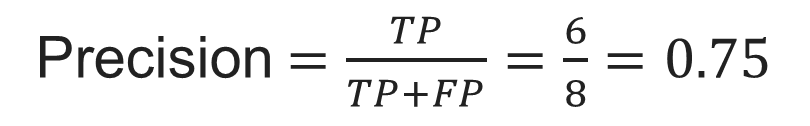 Precision = TP/TP+FP = 6/8 = 0.75